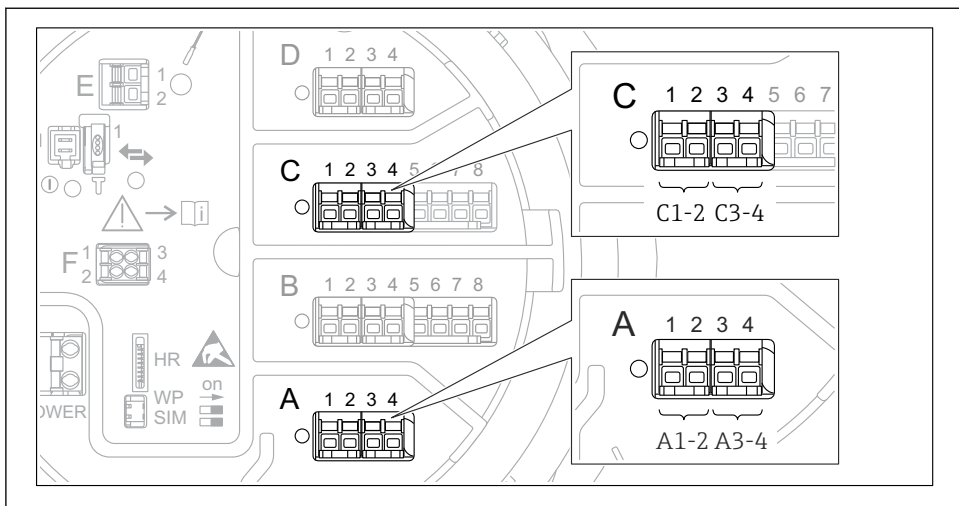 D 1 2 3 4
E 1
2
1
C 1 2 3 4 5 6 7 8
F 1 3
2 4
B 1 2 3 4 5 6 7 8
HR
WP on
SIM
OWER
A 1 2 3 4
C 1 2 3 4 5 6 7
C1-2 C3-4
A 1 2 3 4
A1-2 A3-4